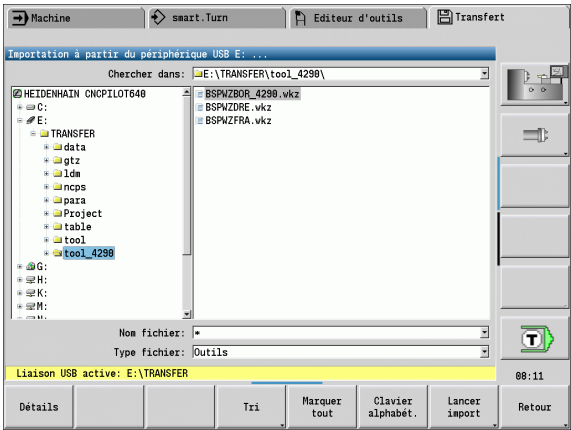 Machine
smart.Turn
Editeur d'outils
Transfert
Importation à partir du périphérique USB E: ...
Chercher dans: E:\TRANSFER\tool_4290\
HEIDENHAIN CNCPILOT640
C:
E:
TRANSFER
data
gtz
ldm
ncps
para
Project
table
tool
tool_4290
G:
H:
K:
M:
BSPWZBOR_4290.wkz
BSPWZDRE.wkz
BSPWZFRA.wkz
Nom fichier: *
Type fichier: Outils
Liaison USB active: E:\TRANSFER
T
08:11
Détails
Tri
Marquer
tout
Clavier
alphabét.
Lancer
import
Retour